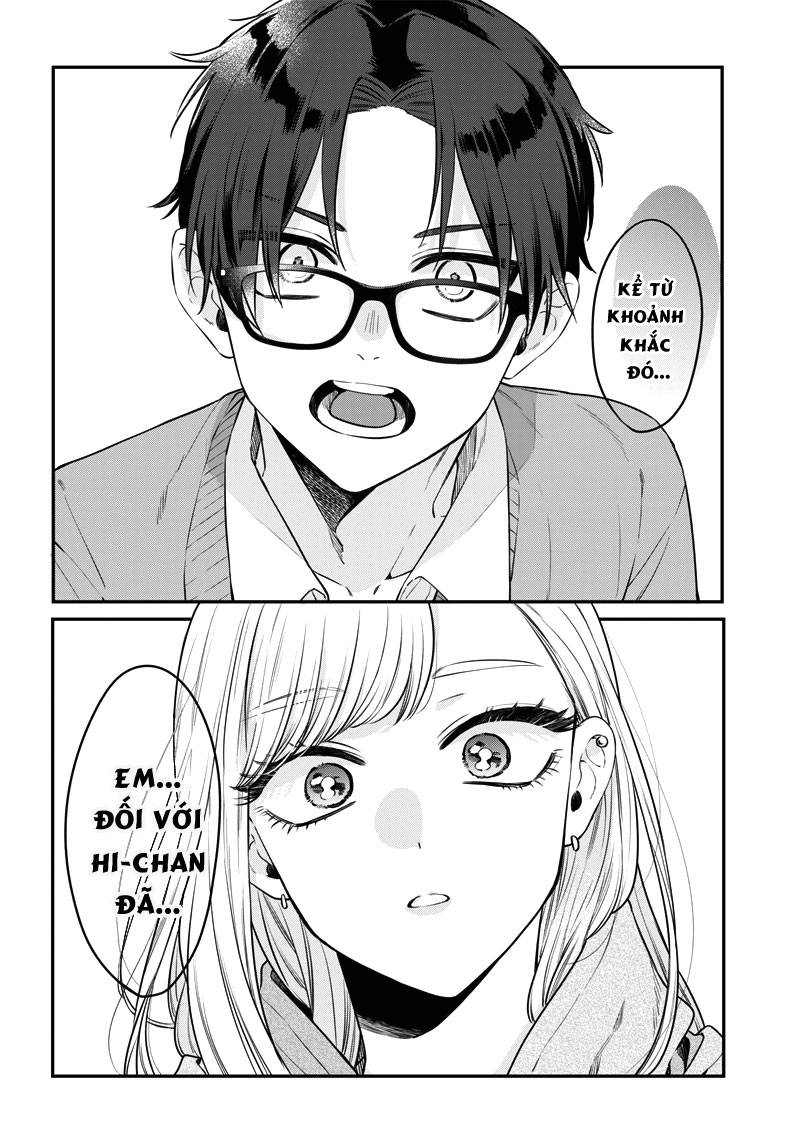 KỂ TỪ
KHOẢNH
KHẮC
ĐÓ...
EM...
ĐỐI VỚI
HI-CHAN
ĐÃ...